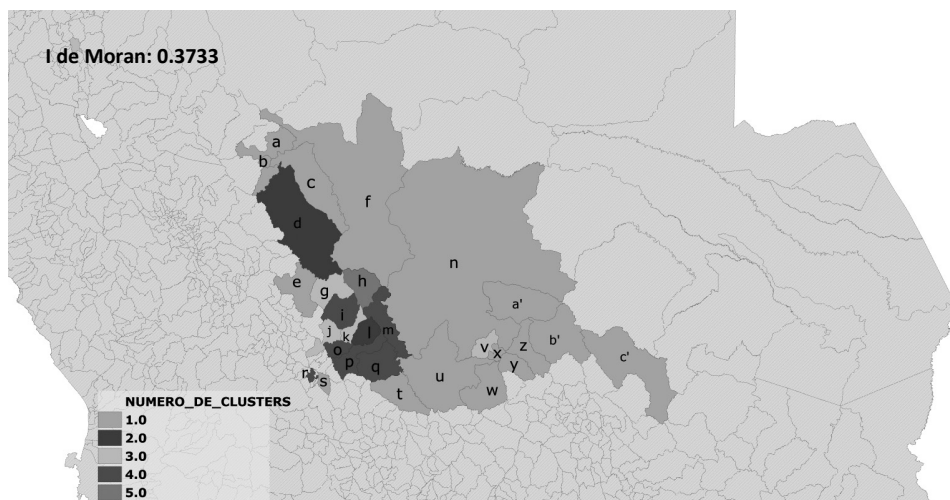 I de Moran: 0.3733
a
b
c
f
d
n
e
g
h
a'
i
m
j
k
l
b'
v
x
z
o
c'
p
q
y
r
s
t
u
w
NUMERO_DE_CLUSTERS
1.0
2.0
3.0
4.0
5.0